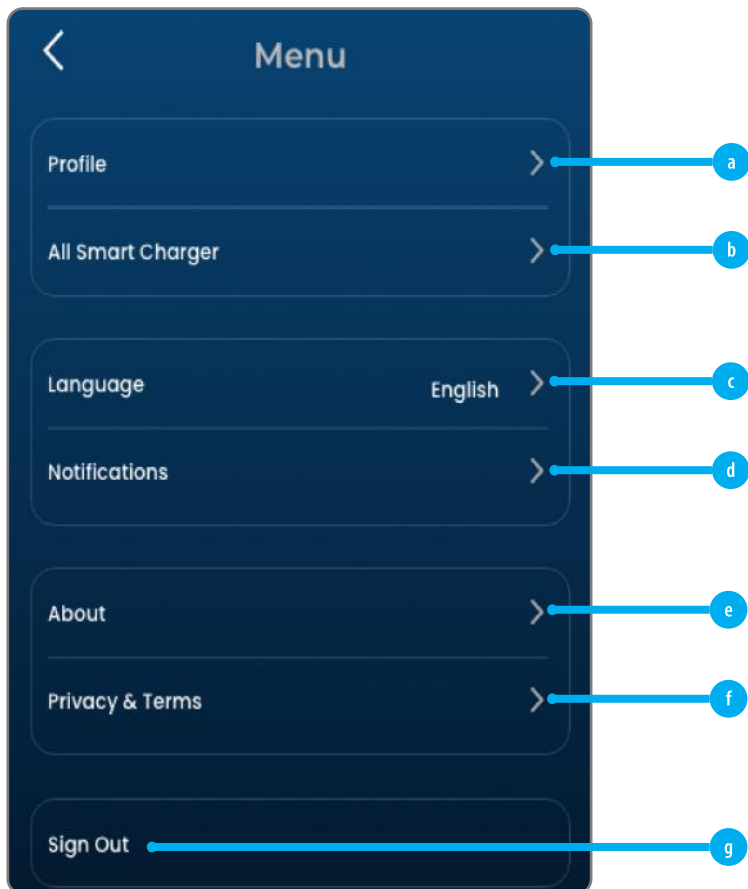 Menu
Profile
a
All Smart Charger
b
Language English
c
Notifications
d
About
e
Privacy & Terms
f
Sign Out
g